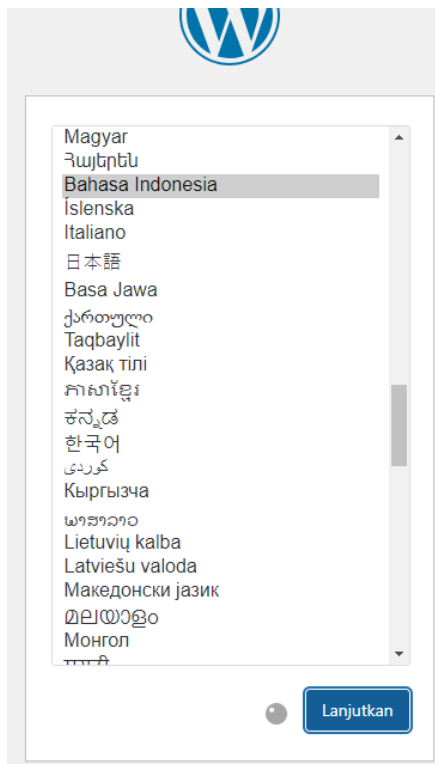 Magyar
Հայերեն
Bahasa Indonesia
Íslenska
Italiano
日本語
Basa Jawa
ქართული
Taqbaylit
Қазақ тілі
ភាសាខ្មែរ
ಕನ್ನಡ
한국어
كوردی
Кыргызча
ພາສາລາວ
Lietuvių kalba
Latviešu valoda
Македонски јазик
മലയാളം
Монгол
Lanjutkan